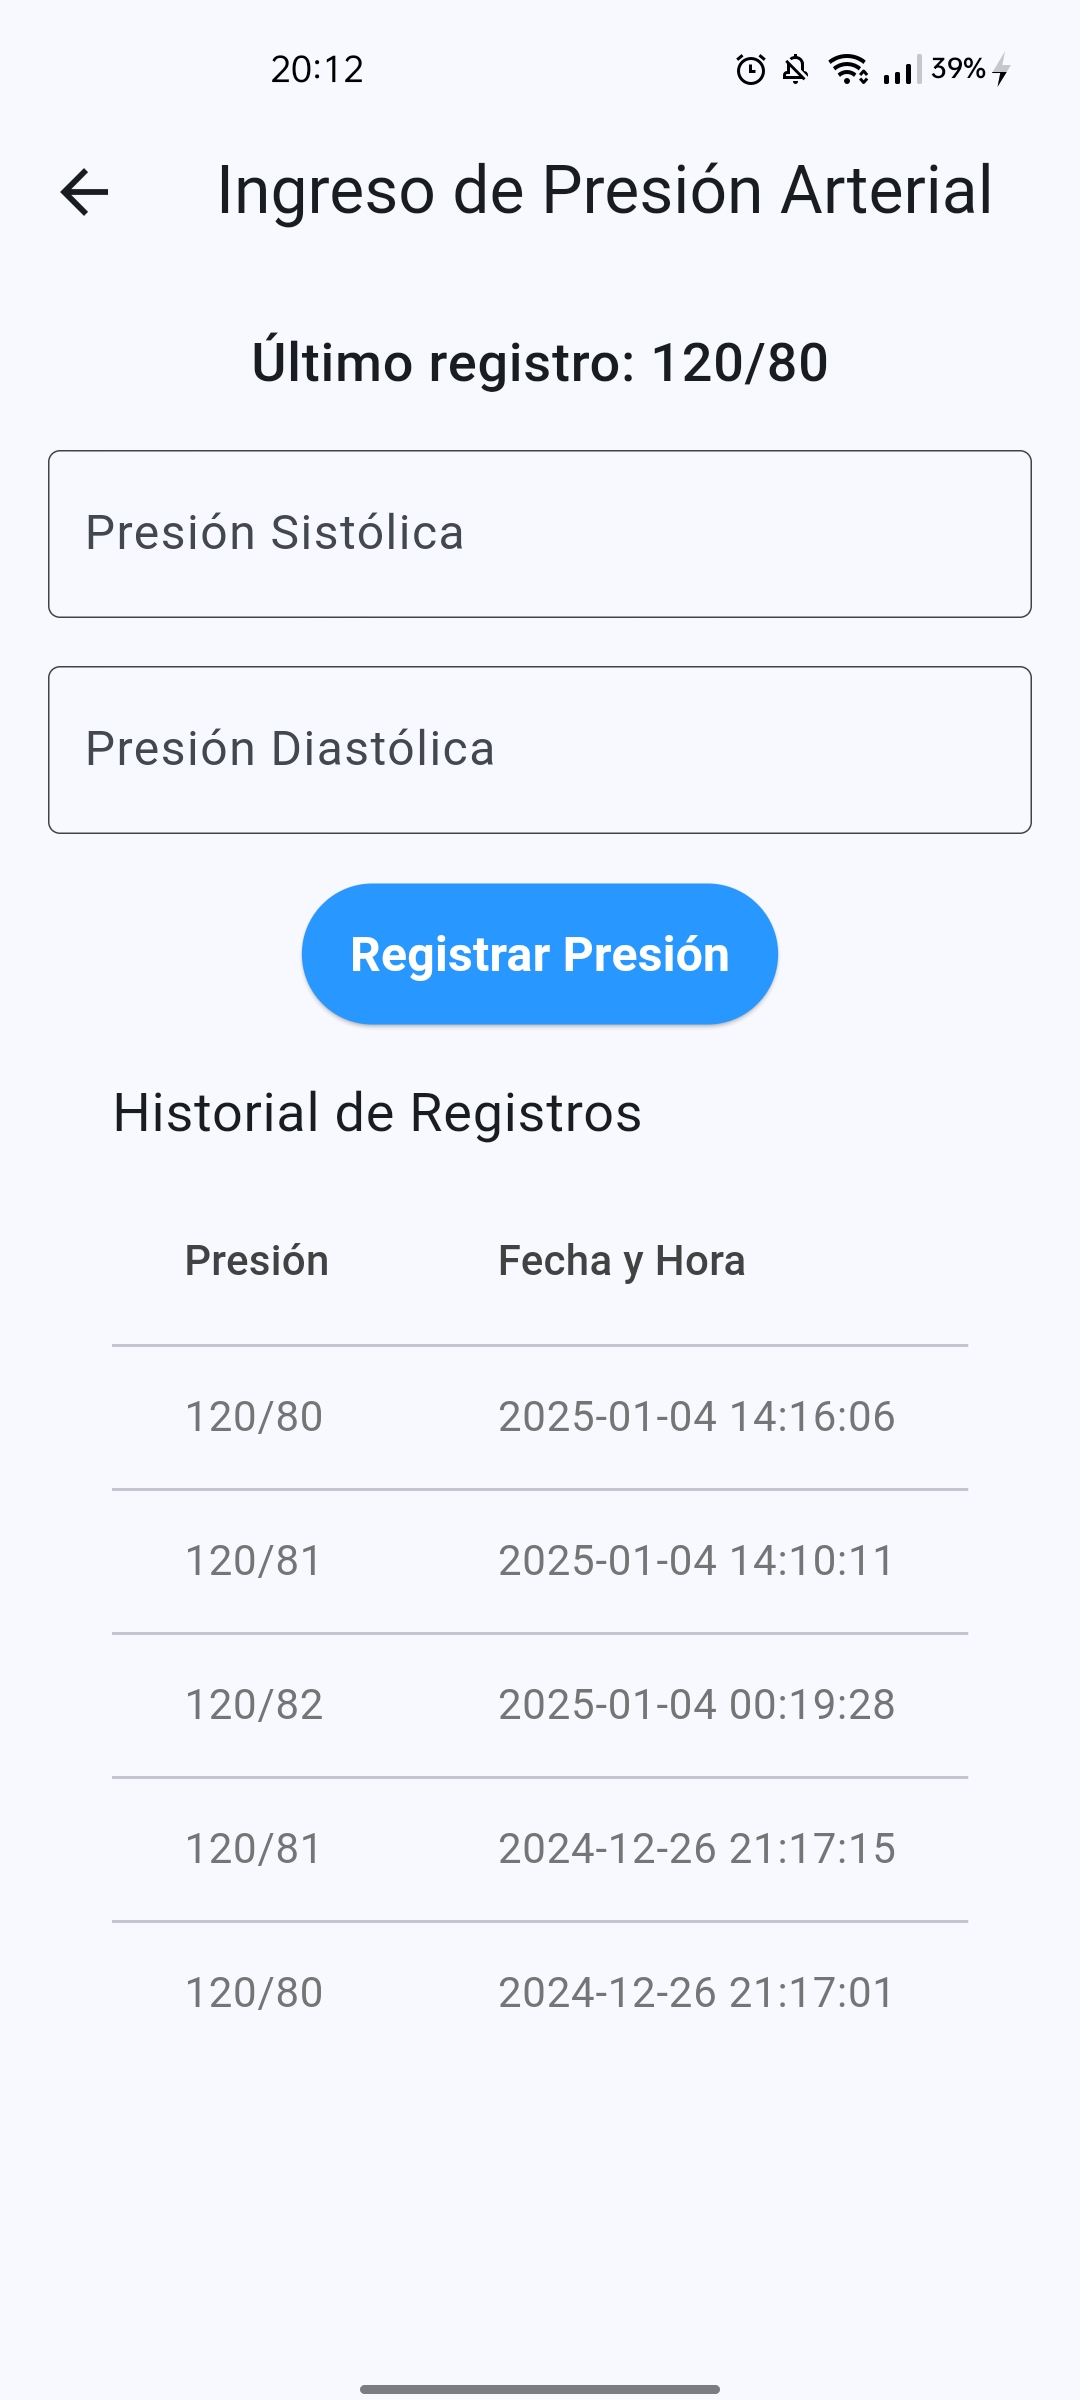 20:12
39%
Ingreso de Presión Arterial
Último registro: 120/80
Presión Sistólica
Presión Diastólica
Registrar Presión
Historial de Registros
Presión Fecha y Hora
120/80 2025-01-04 14:16:06
120/81 2025-01-04 14:10:11
120/82 2025-01-04 00:19:28
120/81 2024-12-26 21:17:15
120/80 2024-12-26 21:17:01